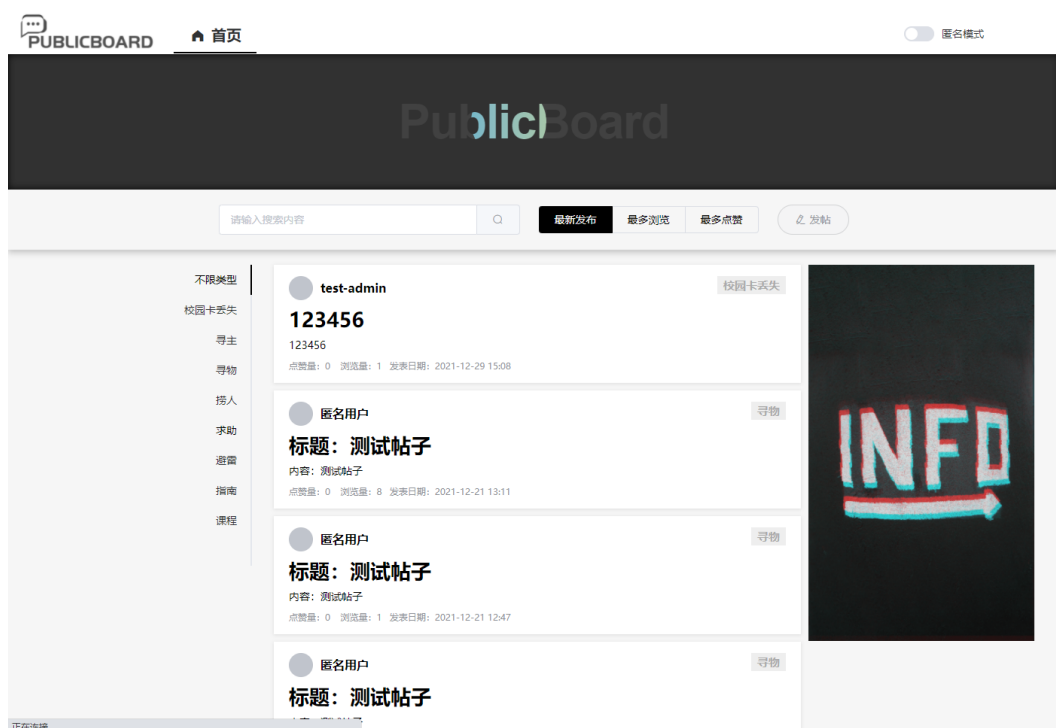 PUBLICBOARD
首页
匿名模式
PublicBoard
请输入搜索内容
最新发布
最多浏览
最多点赞
发帖
不限类型
校园卡丢失
寻主
寻物
捞人
求助
避雷
指南
课程
test-admin
校园卡丢失
123456
123456
点赞量：0 浏览量：1 发表日期：2021-12-29 15:08
匿名用户
寻物
标题：测试帖子
内容：测试帖子
点赞量：0 浏览量：8 发表日期：2021-12-21 13:11
匿名用户
寻物
标题：测试帖子
内容：测试帖子
点赞量：0 浏览量：1 发表日期：2021-12-21 12:47
匿名用户
寻物
标题：测试帖子
INFO